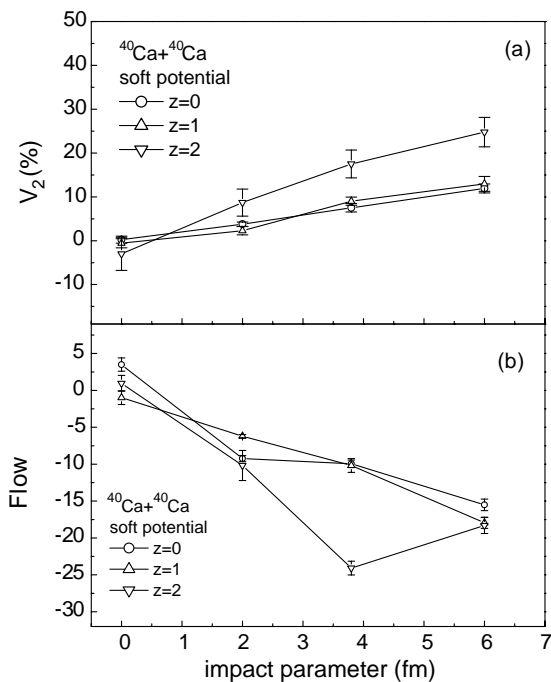 50
40
30
20
10
0
-10
V₂(%)
⁴⁰Ca+⁴⁰Ca
soft potential
z=0
z=1
z=2
(a)
5
0
-5
-10
-15
-20
-25
-30
Flow
(b)
⁴⁰Ca+⁴⁰Ca
soft potential
z=0
z=1
z=2
0 1 2 3 4 5 6 7
impact parameter (fm)